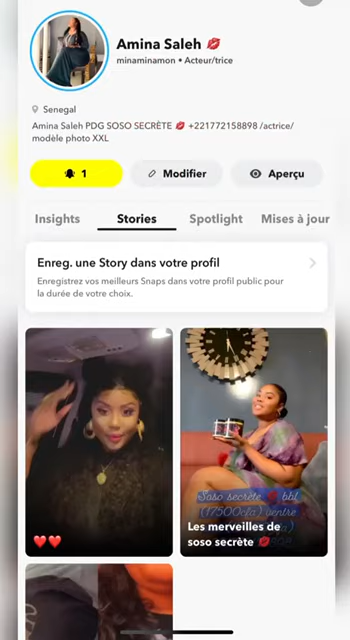 Amina Saleh 💋
minaminamon • Acteur/trice
Senegal
Amina Saleh PDG SOSO SECRÈTE 💋 +221772158898 /actrice/
modèle photo XXL
1
Modifier
Aperçu
Insights
Stories
Spotlight
Mises à jour
Enreg. une Story dans votre profil
Enregistrez vos meilleurs Snaps dans votre profil public pour
la durée de votre choix.
Soso secrète 💋 bbl
(17500cfa) ventre
Les merveilles de
soso secrète 💋